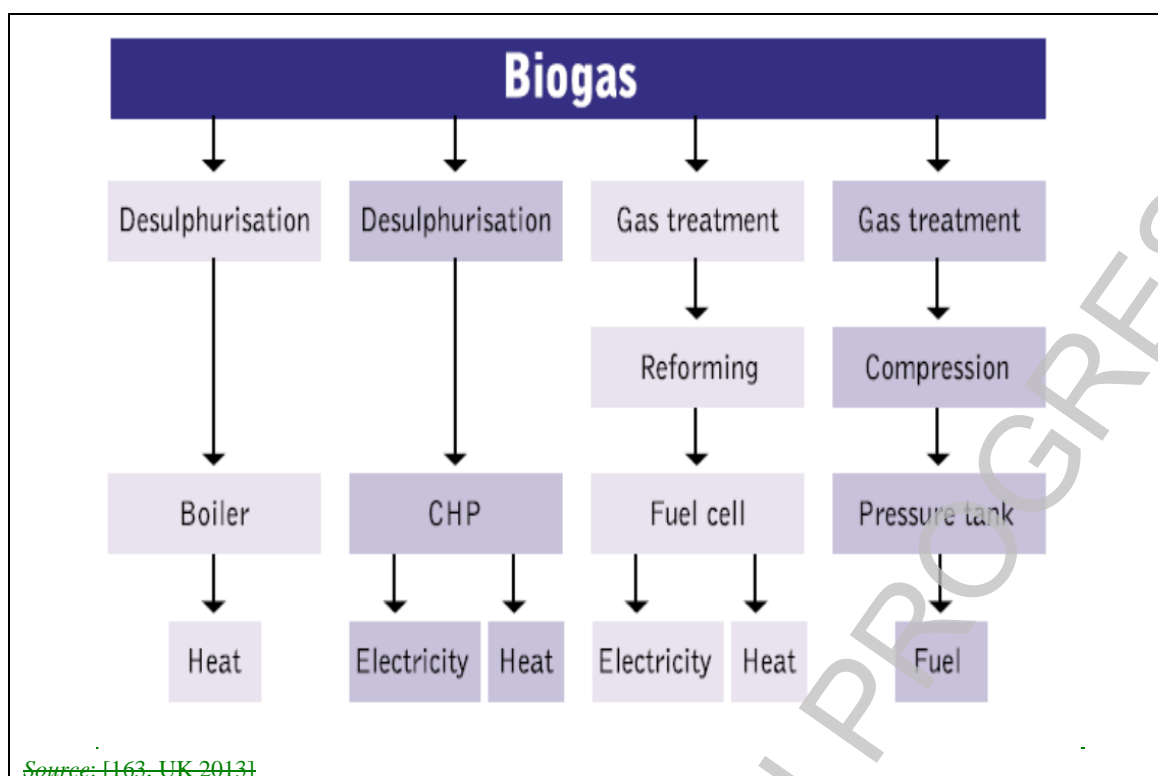 Biogas
Desulphurisation Desulphurisation Gas treatment Gas treatment
Reforming Compression
Boiler CHP Fuel cell Pressure tank
Heat Electricity Heat Electricity Heat Fuel
Source: [163, UK 2013]
PROGRES